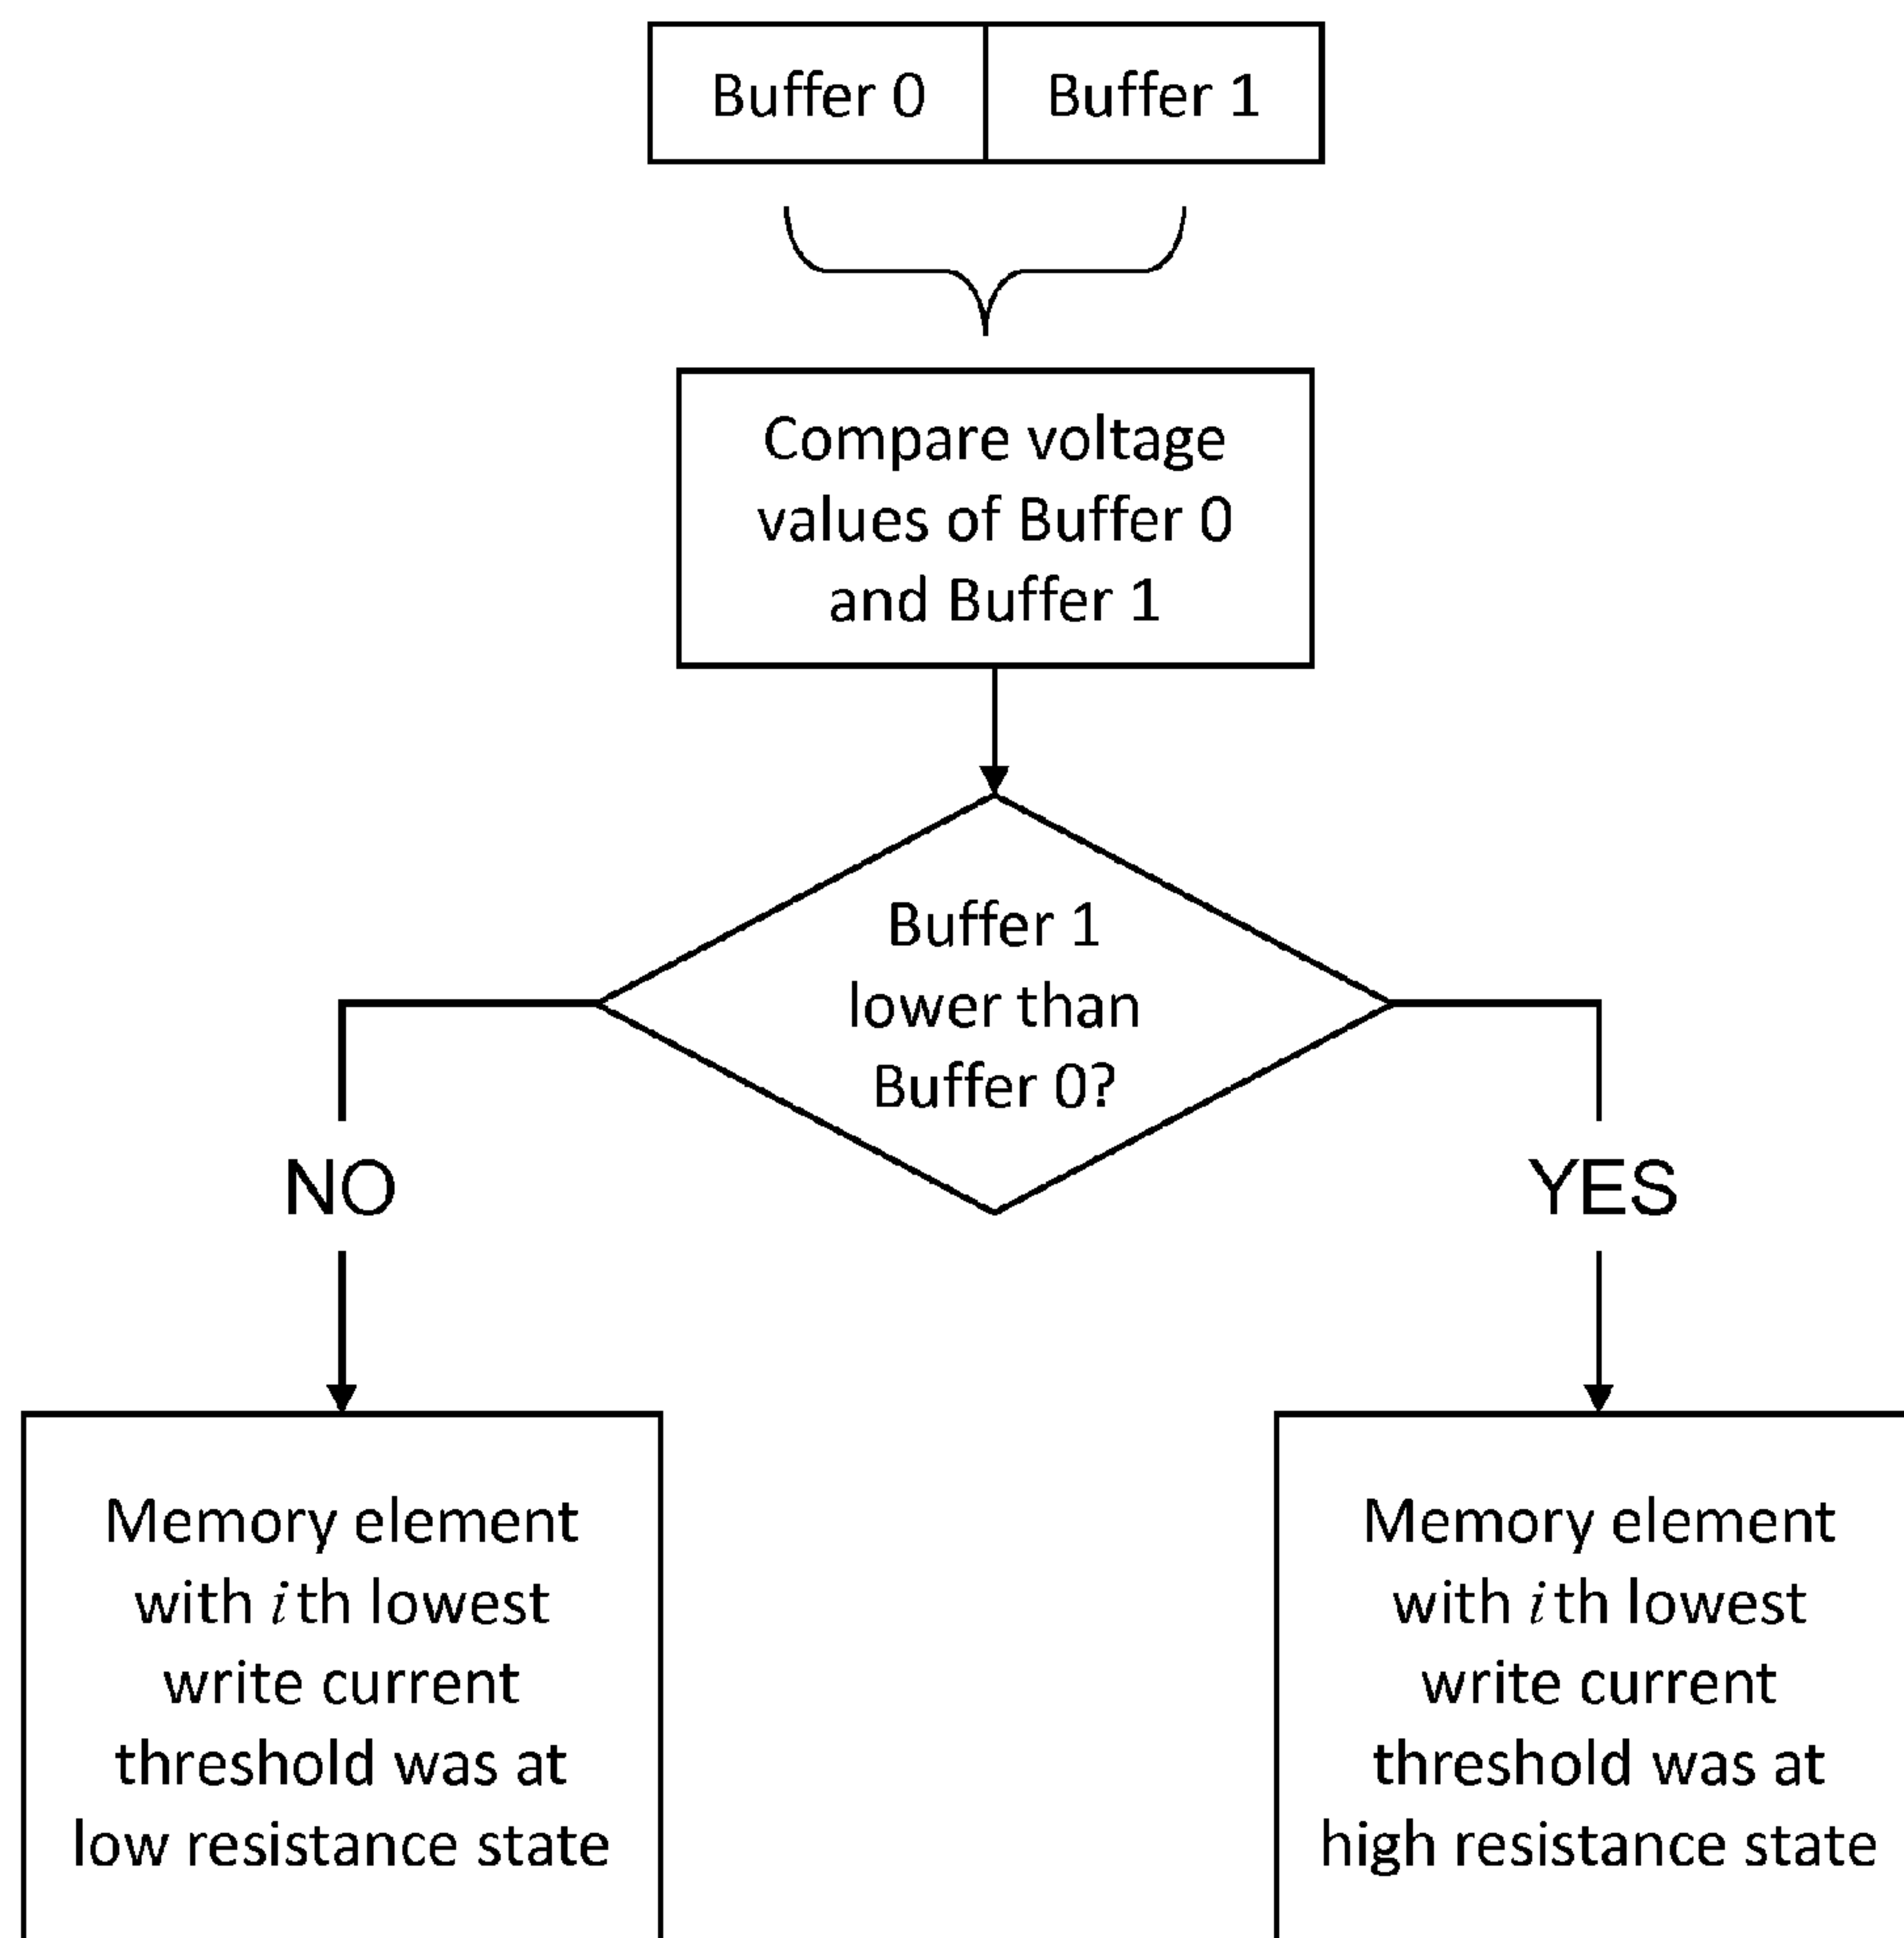 Buffer 0 Buffer 1
Compare voltage
values of Buffer 0
and Buffer 1
Buffer 1
lower than
Buffer 0?
NO
YES
Memory element
with i th lowest
write current
threshold was at
low resistance state
Memory element
with i th lowest
write current
threshold was at
high resistance state